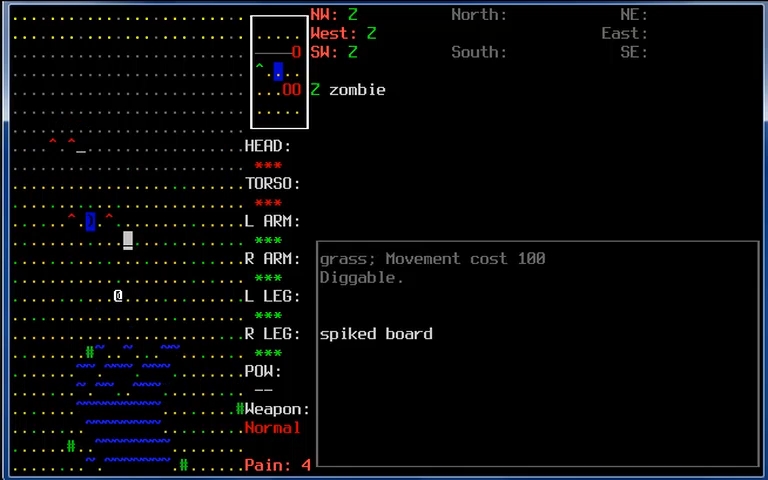 NW: Z North: NE:
West: Z East:
SW: Z South: SE:
Z zombie
HEAD:
***
TORSO:
***
L ARM:
***
R ARM:
***
L LEG:
***
R LEG:
***
POW:
--
Weapon:
Normal
Pain: 4
grass; Movement cost 100
Diggable.
spiked board